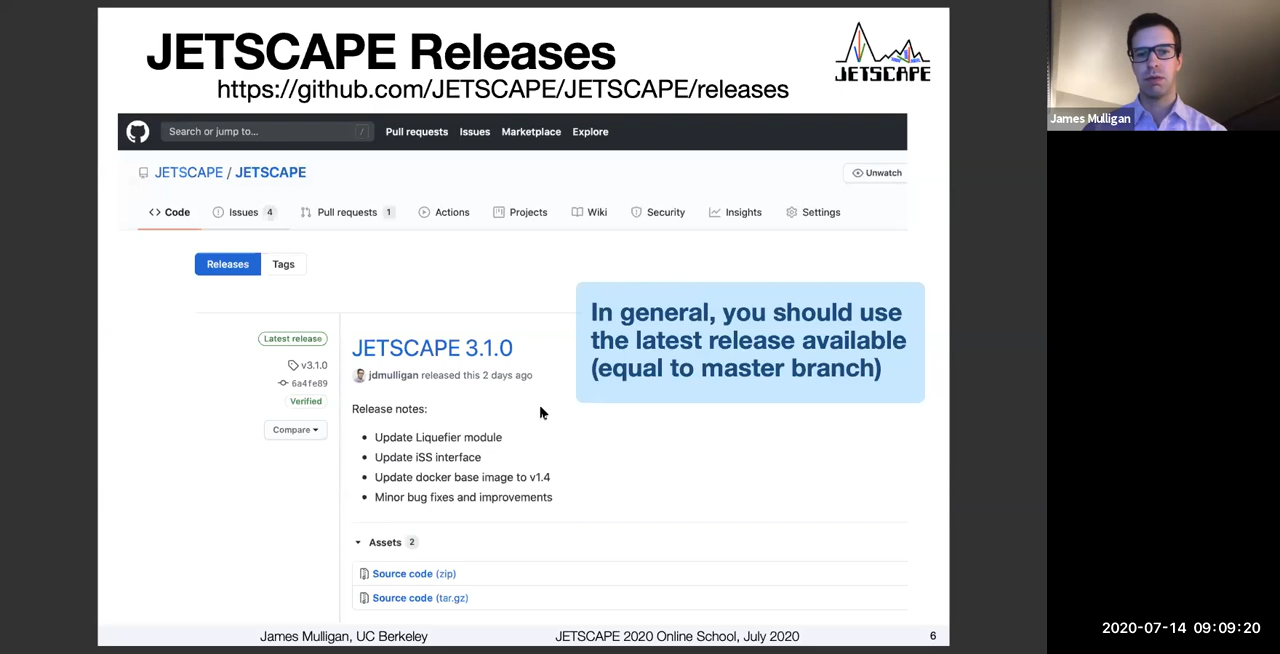 JETSCAPE Releases
https://github.com/JETSCAPE/JETSCAPE/releases
JETSCAPE
James Mulligan
Search or jump to... /
Pull requests Issues Marketplace Explore
JETSCAPE / JETSCAPE
Unwatch
<> Code Issues 4 Pull requests 1 Actions Projects Wiki Security Insights Settings
Releases Tags
In general, you should use
the latest release available
(equal to master branch)
Latest release
v3.1.0
6a4fe89
Verified
Compare
JETSCAPE 3.1.0
jdmulligan released this 2 days ago
Release notes:
• Update Liquefier module
• Update iSS interface
• Update docker base image to v1.4
• Minor bug fixes and improvements
Assets 2
Source code (zip)
Source code (tar.gz)
James Mulligan, UC Berkeley JETSCAPE 2020 Online School, July 2020 6
2020-07-14 09:09:20